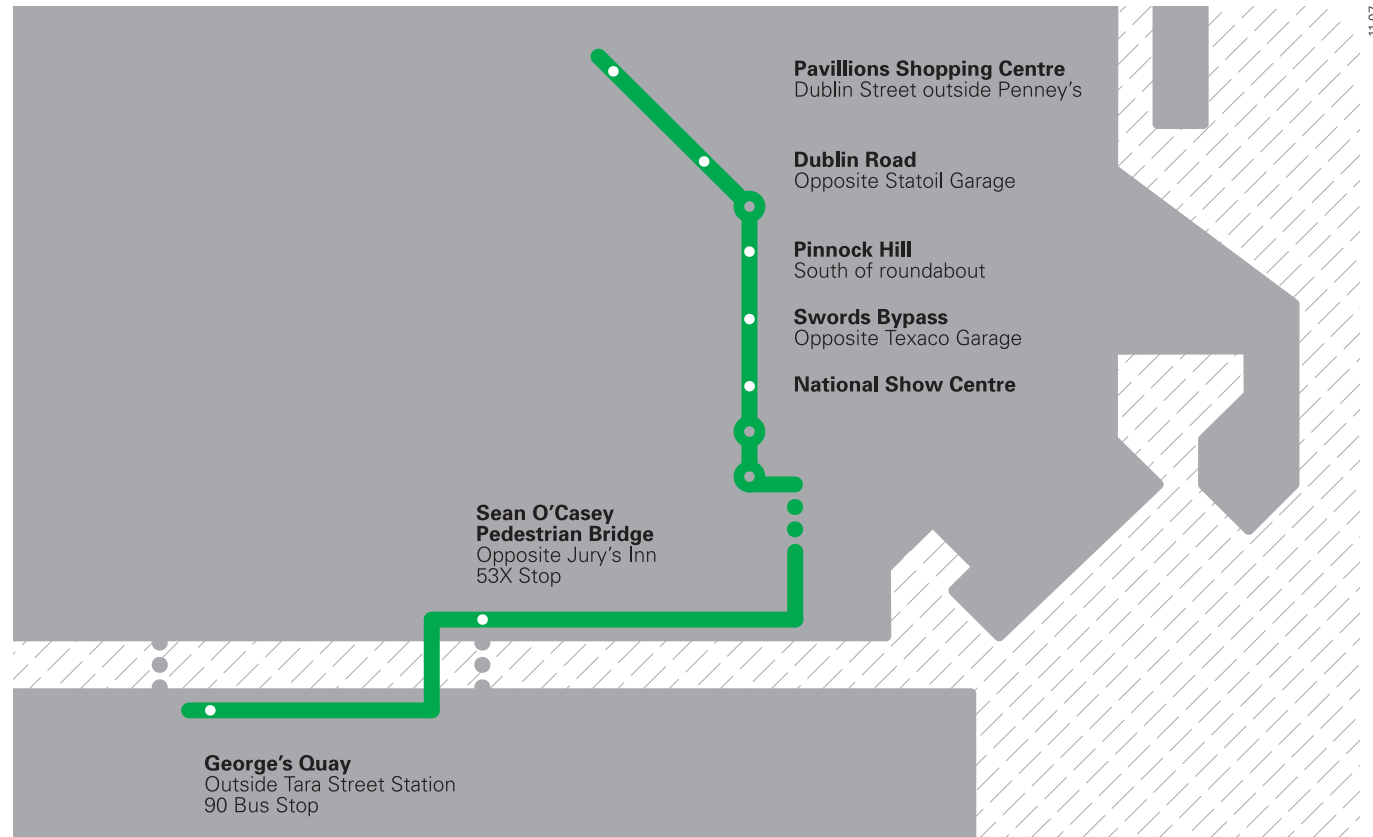 11.07
Pavillions Shopping Centre
Dublin Street outside Penney's
Dublin Road
Opposite Statoil Garage
Pinnock Hill
South of roundabout
Swords Bypass
Opposite Texaco Garage
National Show Centre
Sean O'Casey
Pedestrian Bridge
Opposite Jury's Inn
53X Stop
George's Quay
Outside Tara Street Station
90 Bus Stop